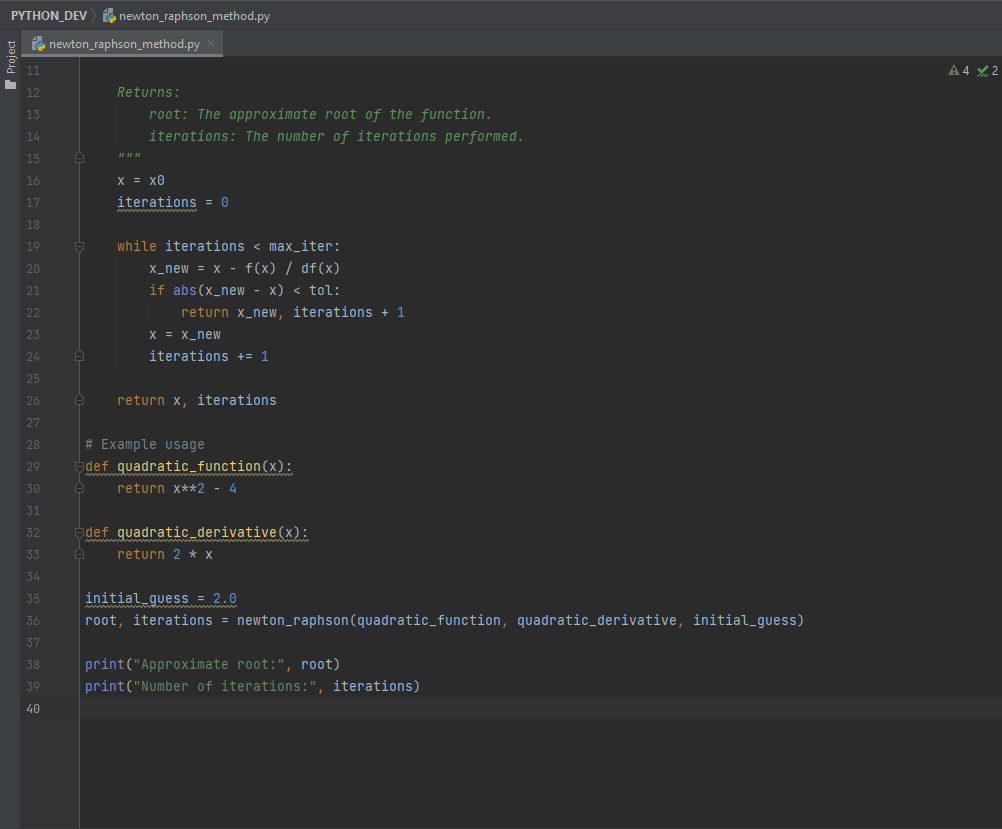 PYTHON_DEV newton_raphson_method.py
Project
newton_raphson_method.py
4 2
11
12 Returns:
13 root: The approximate root of the function.
14 iterations: The number of iterations performed.
15 """
16 x = x0
17 iterations = 0
18
19 while iterations < max_iter:
20 x_new = x - f(x) / df(x)
21 if abs(x_new - x) < tol:
22 return x_new, iterations + 1
23 x = x_new
24 iterations += 1
25
26 return x, iterations
27
28 # Example usage
29 def quadratic_function(x):
30 return x**2 - 4
31
32 def quadratic_derivative(x):
33 return 2 * x
34
35 initial_guess = 2.0
36 root, iterations = newton_raphson(quadratic_function, quadratic_derivative, initial_guess)
37
38 print("Approximate root:", root)
39 print("Number of iterations:", iterations)
40